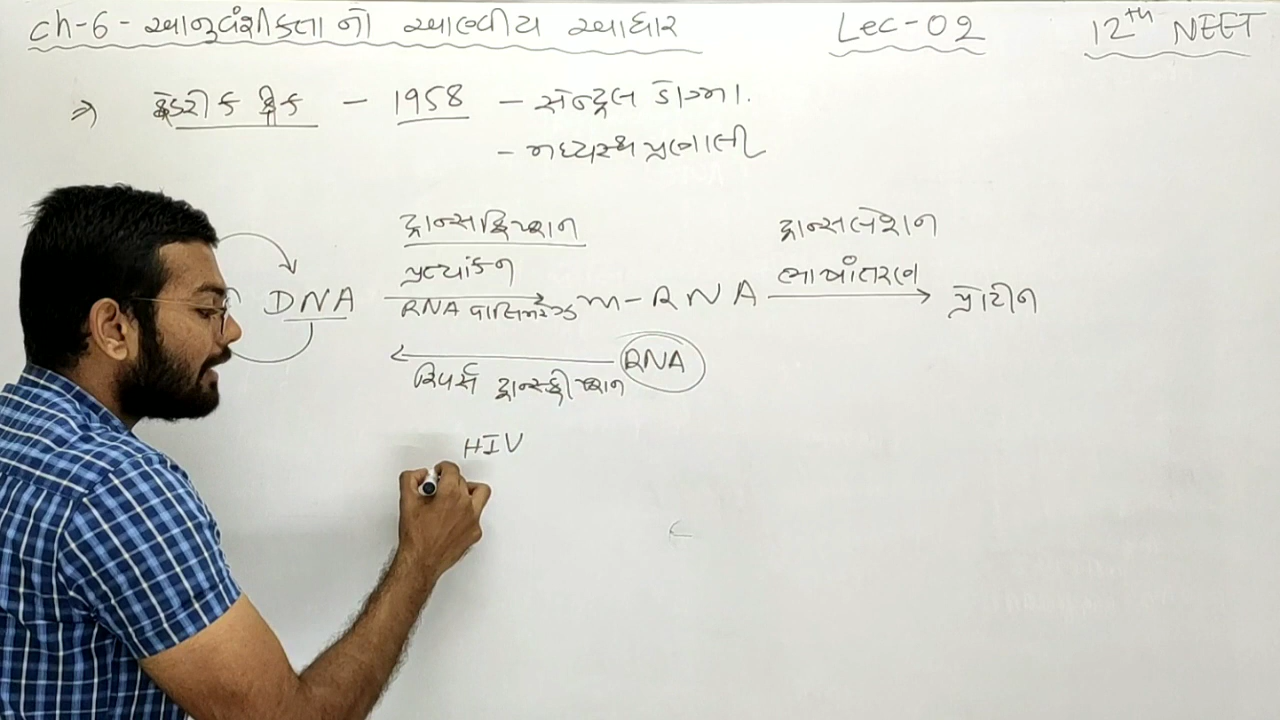 ch-6 - આનુવંશીકતા નો આણ્વીય આધાર Lec-02 12th NEET
⇒ ફ્રેડરીક ક્રીક - 1958 - સેન્ટ્રલ ડોગ્મા.
- મધ્યસ્થ પ્રણાલી
ટ્રાન્સક્રિપ્શન ટ્રાન્સલેશન
પ્રત્યાંકન ભાષાંતરણ
DNA → m-RNA → પ્રોટીન
RNA પોલિમરેઝ
← RNA
રિવર્સ ટ્રાન્સ્ક્રીપ્શન
HIV